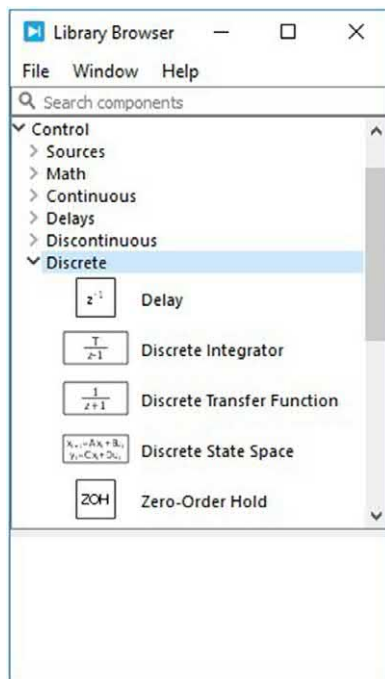 Library Browser
File Window Help
Search components
Control
Sources
Math
Continuous
Delays
Discontinuous
Discrete
z⁻¹ Delay
T
z-1 Discrete Integrator
1
z+1 Discrete Transfer Function
Discrete State Space
ZOH Zero-Order Hold